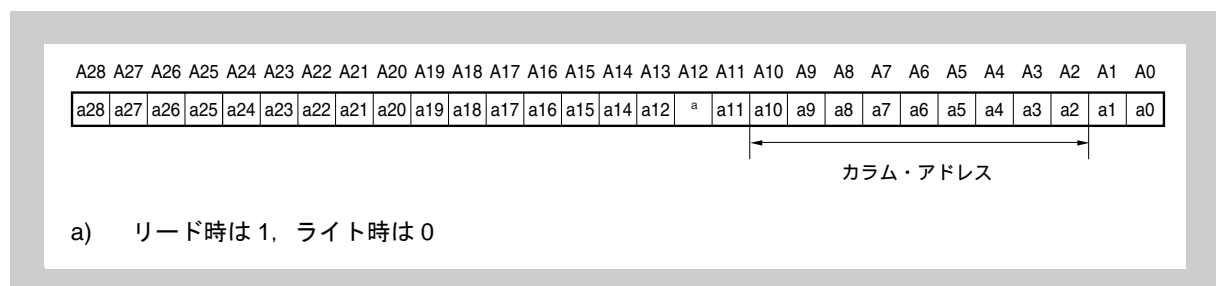 A28 A27 A26 A25 A24 A23 A22 A21 A20 A19 A18 A17 A16 A15 A14 A13 A12 A11 A10 A9 A8 A7 A6 A5 A4 A3 A2 A1 A0
a28 a27 a26 a25 a24 a23 a22 a21 a20 a19 a18 a17 a16 a15 a14 a12 a a11 a10 a9 a8 a7 a6 a5 a4 a3 a2 a1 a0
カラム・アドレス
a) リード時は 1, ライト時は 0